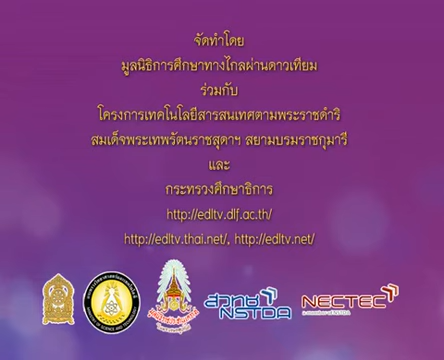 จัดทำโดย
มูลนิธิการศึกษาทางไกลผ่านดาวเทียม
ร่วมกับ
โครงการเทคโนโลยีสารสนเทศตามพระราชดำริ
สมเด็จพระเทพรัตนราชสุดาฯ สยามบรมราชกุมารี
และ
กระทรวงศึกษาธิการ
http://edltv.dlf.ac.th/
http://edltv.thai.net/, http://edltv.net/
สวทช NECTEC
NSTDA a member of NSTDA